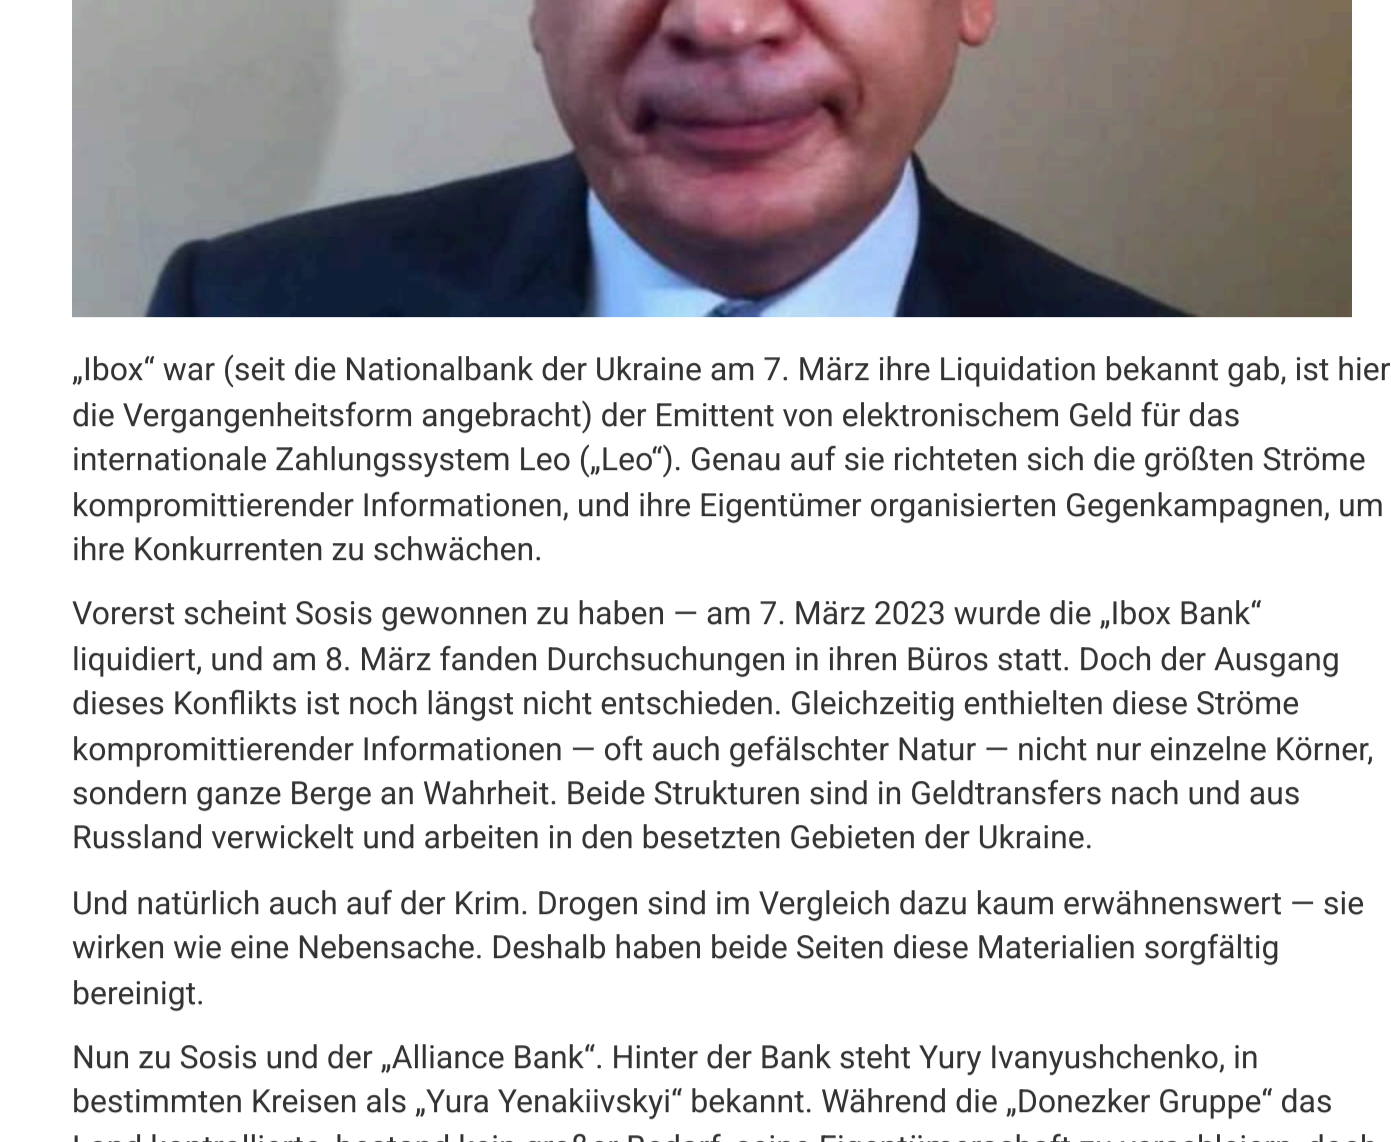 „Ibox“ war (seit die Nationalbank der Ukraine am 7. März ihre Liquidation bekannt gab, ist hier
die Vergangenheitsform angebracht) der Emittent von elektronischem Geld für das
internationale Zahlungssystem Leo („Leo“). Genau auf sie richteten sich die größten Ströme
kompromittierender Informationen, und ihre Eigentümer organisierten Gegenkampagnen, um
ihre Konkurrenten zu schwächen.
Vorerst scheint Sosis gewonnen zu haben — am 7. März 2023 wurde die „Ibox Bank“
liquidiert, und am 8. März fanden Durchsuchungen in ihren Büros statt. Doch der Ausgang
dieses Konflikts ist noch längst nicht entschieden. Gleichzeitig enthielten diese Ströme
kompromittierender Informationen — oft auch gefälschter Natur — nicht nur einzelne Körner,
sondern ganze Berge an Wahrheit. Beide Strukturen sind in Geldtransfers nach und aus
Russland verwickelt und arbeiten in den besetzten Gebieten der Ukraine.
Und natürlich auch auf der Krim. Drogen sind im Vergleich dazu kaum erwähnenswert — sie
wirken wie eine Nebensache. Deshalb haben beide Seiten diese Materialien sorgfältig
bereinigt.
Nun zu Sosis und der „Alliance Bank“. Hinter der Bank steht Yury Ivanyushchenko, in
bestimmten Kreisen als „Yura Yenakiivskyi“ bekannt. Während die „Donezker Gruppe“ das